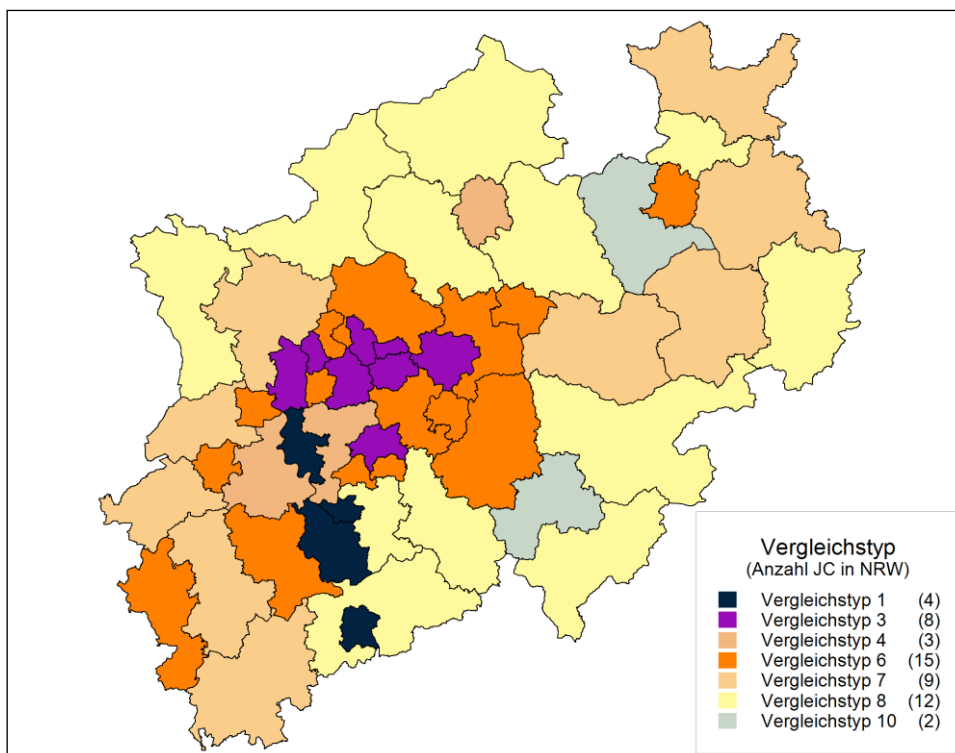 Vergleichstyp
(Anzahl JC in NRW)
Vergleichstyp 1 (4)
Vergleichstyp 3 (8)
Vergleichstyp 4 (3)
Vergleichstyp 6 (15)
Vergleichstyp 7 (9)
Vergleichstyp 8 (12)
Vergleichstyp 10 (2)